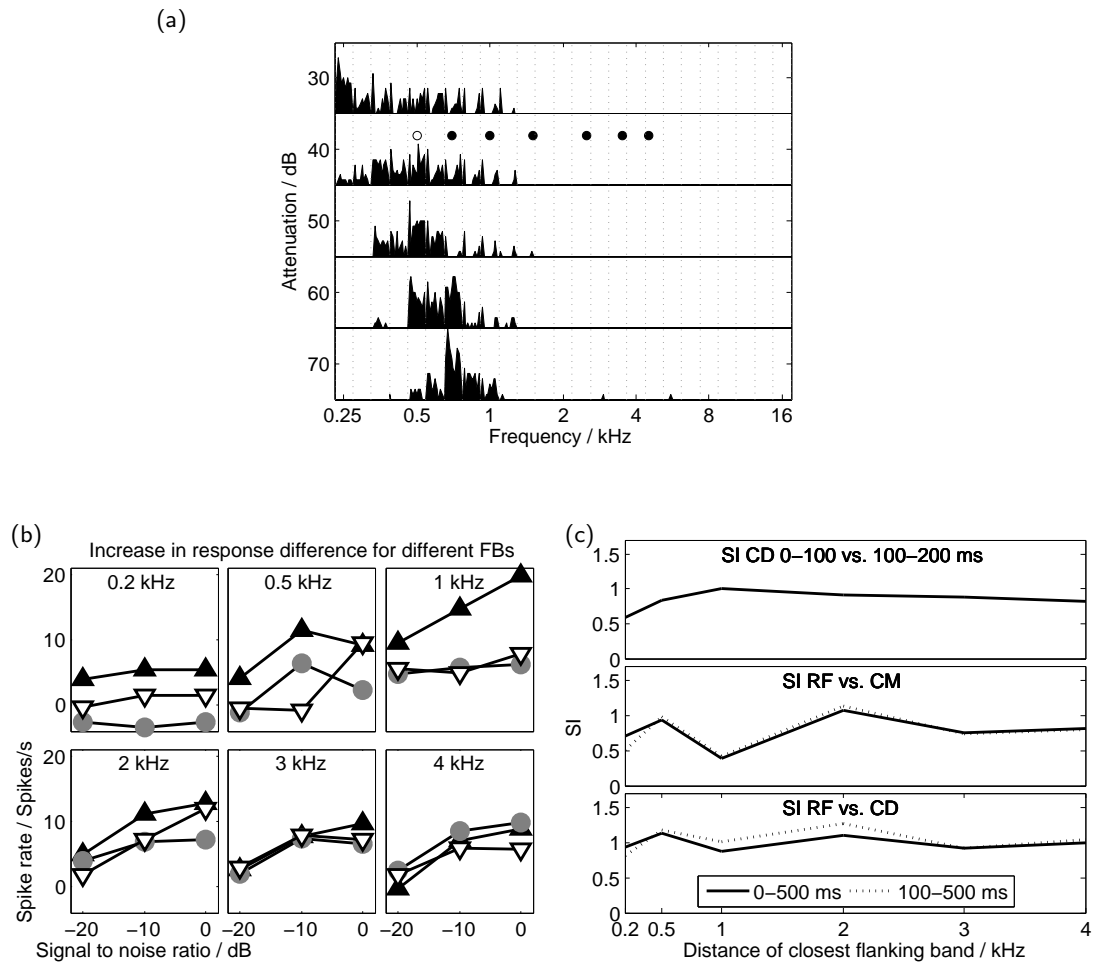 (a)
30
40
50
60
70
Attenuation / dB
0.25 0.5 1 2 4 8 16
Frequency / kHz
(b)
Increase in response difference for different FBs
0.2 kHz
0.5 kHz
1 kHz
20
10
0
2 kHz
3 kHz
4 kHz
20
10
0
Spike rate / Spikes/s
−20 −10 0 −20 −10 0 −20 −10 0
Signal to noise ratio / dB
(c)
SI CD 0−100 vs. 100−200 ms
1.5
1
0.5
0
SI RF vs. CM
1.5
1
0.5
0
SI
SI RF vs. CD
1.5
1
0.5
0
0−500 ms 100−500 ms
0.2 0.5 1 2 3 4
Distance of closest flanking band / kHz